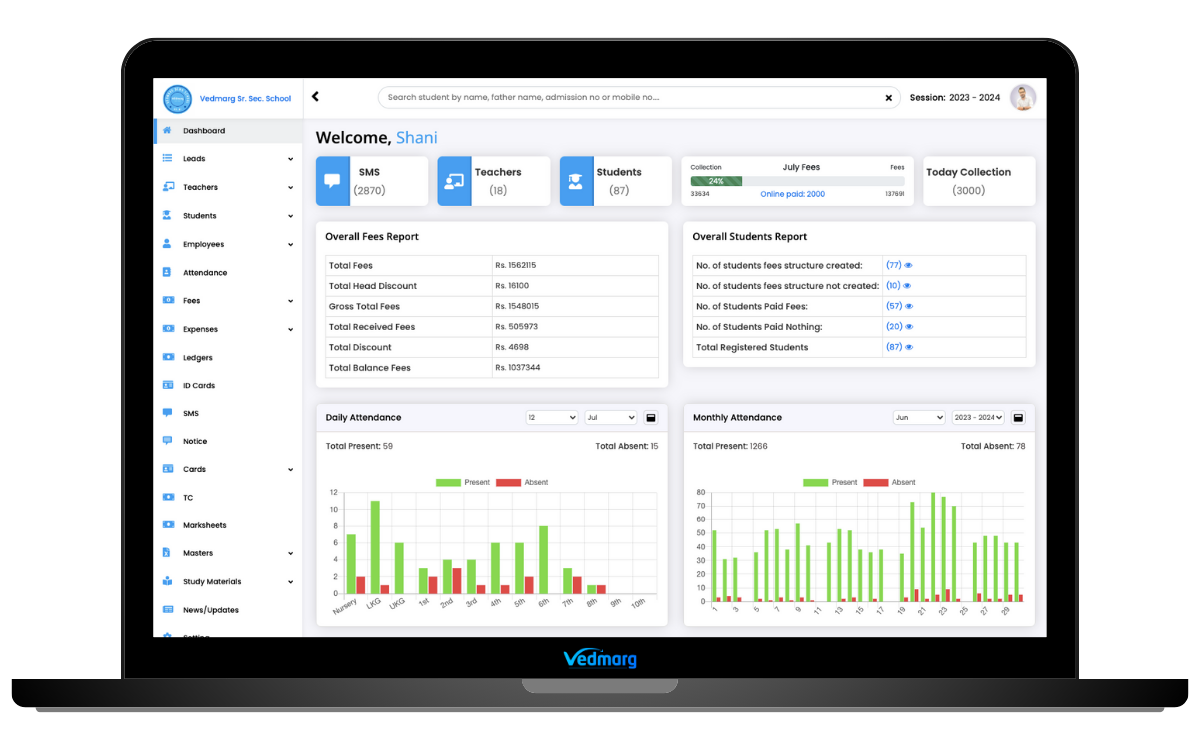 Vedmarg Sr. Sec. School
Search student by name, father name, admission no or mobile no....
Session: 2023 - 2024
Dashboard
Leads
Teachers
Students
Employees
Attendance
Fees
Expenses
Ledgers
ID Cards
SMS
Notice
Cards
TC
Marksheets
Masters
Study Materials
News/Updates
Welcome, Shani
SMS
(2870)
Teachers
(18)
Students
(87)
Collection July Fees Fees
24%
33634 Online paid: 2000 137691
Today Collection
(3000)
Overall Fees Report
Total Fees Rs. 1562115
Total Head Discount Rs. 16100
Gross Total Fees Rs. 1548015
Total Received Fees Rs. 505973
Total Discount Rs. 4698
Total Balance Fees Rs. 1037344
Overall Students Report
No. of students fees structure created: (77)
No. of students fees structure not created: (10)
No. of Students Paid Fees: (57)
No. of Students Paid Nothing: (20)
Total Registered Students (87)
Daily Attendance 12 Jul
Total Present: 59 Total Absent: 15
Present Absent
12
10
8
6
4
2
0
Nursery LKG UKG 1st 2nd 3rd 4th 5th 6th 7th 8th 9th 10th
Monthly Attendance Jun 2023 - 2024
Total Present: 1266 Total Absent: 78
Present Absent
80
70
60
50
40
30
20
10
0
1 3 5 7 9 11 13 15 17 19 21 23 25 27 29
Vedmarg